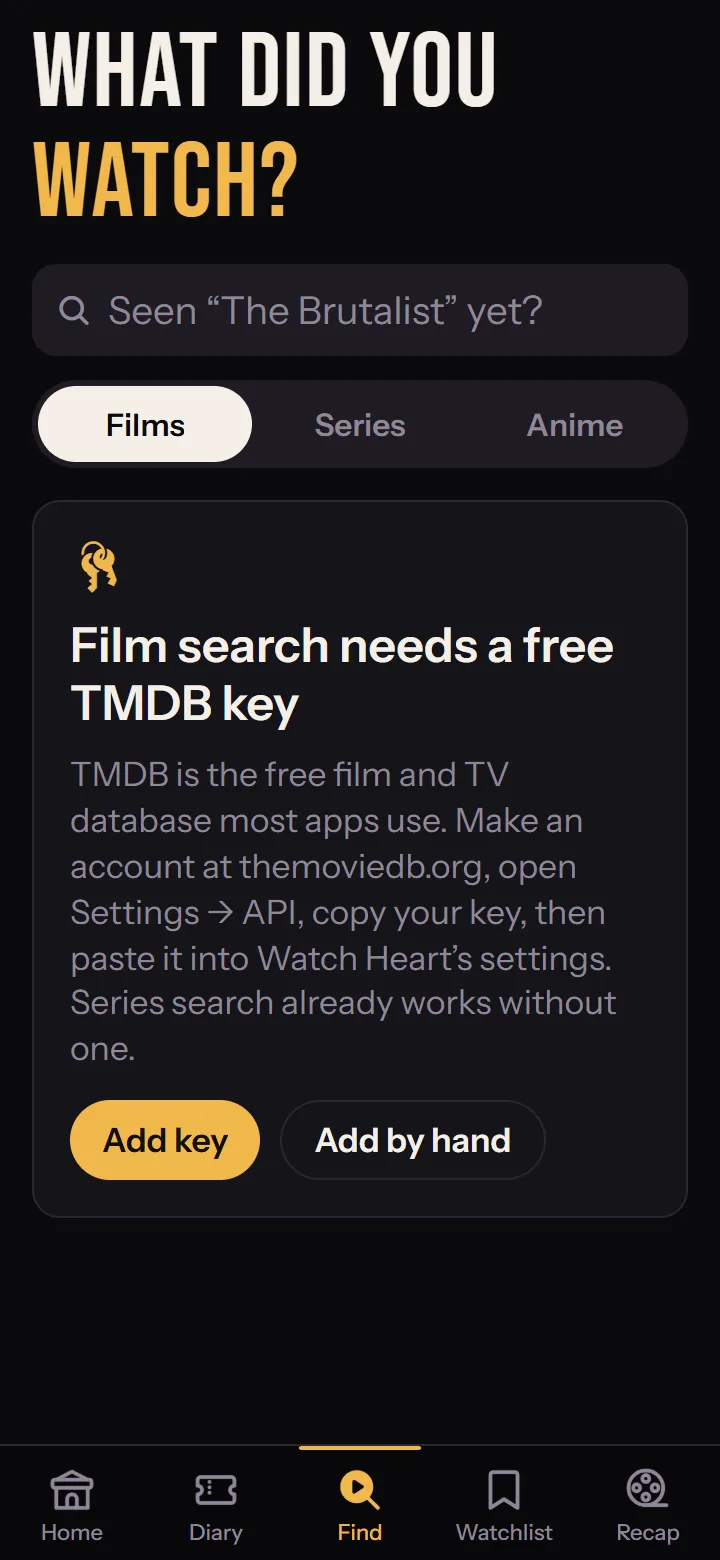 WHAT DID YOU
WATCH?
Seen “The Brutalist” yet?
Films Series Anime
Film search needs a free
TMDB key
TMDB is the free film and TV
database most apps use. Make an
account at themoviedb.org, open
Settings → API, copy your key, then
paste it into Watch Heart’s settings.
Series search already works without
one.
Add key Add by hand
Home Diary Find Watchlist Recap